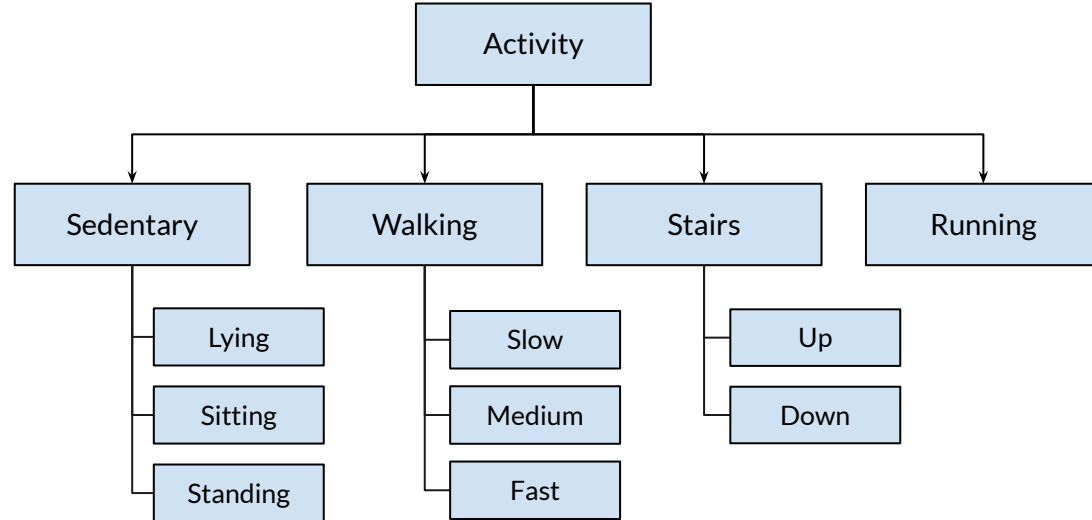 Activity
Sedentary
Walking
Stairs
Running
Lying
Sitting
Standing
Slow
Medium
Fast
Up
Down